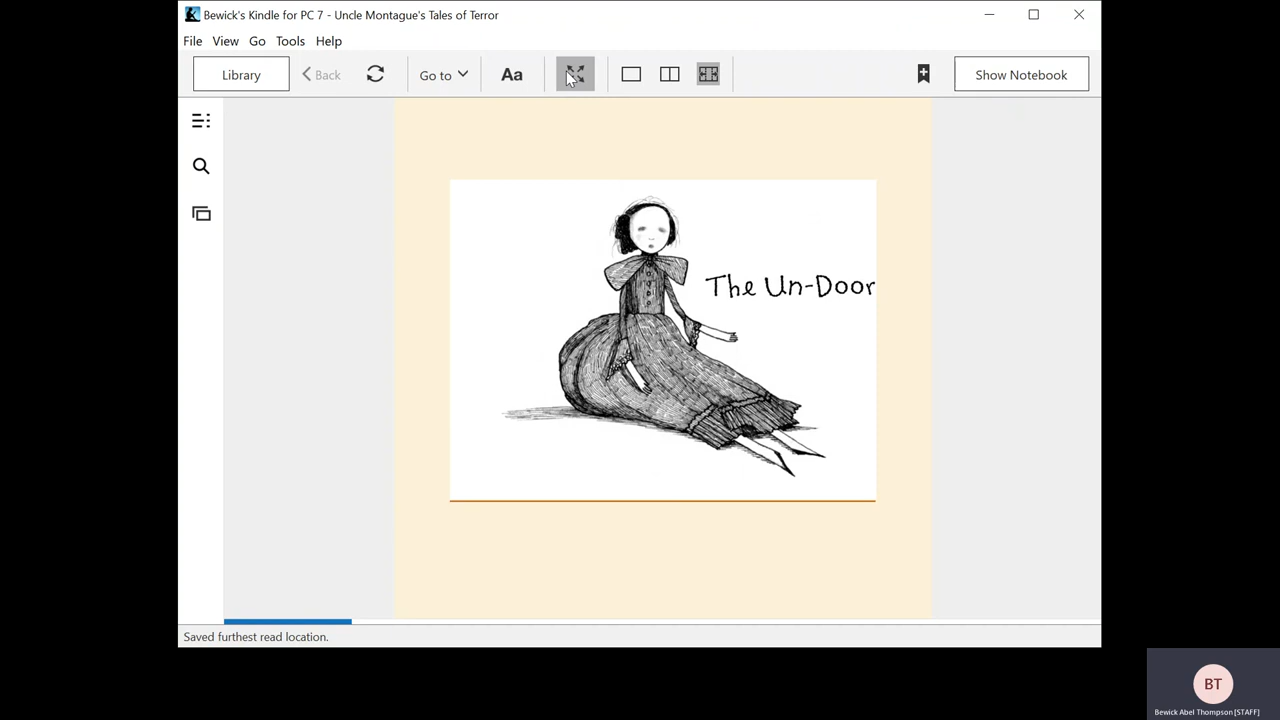 Bewick's Kindle for PC 7 - Uncle Montague's Tales of Terror
File View Go Tools Help
Library Back Go to Aa Show Notebook
The Un-Door
Saved furthest read location.
BT
Bewick Abel Thompson [STAFF]